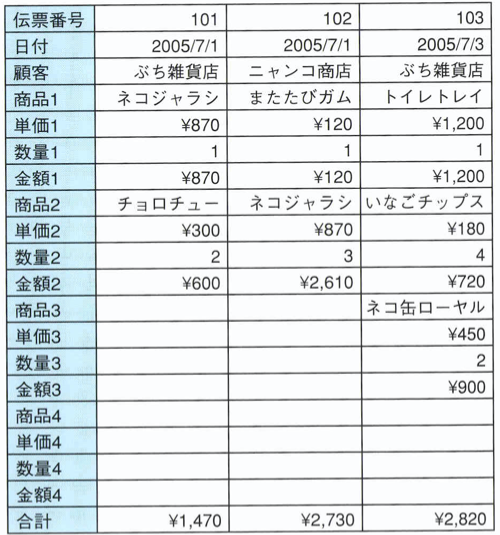 伝票番号 101 102 103
日付 2005/7/1 2005/7/1 2005/7/3
顧客 ぶち雑貨店 ニャンコ商店 ぶち雑貨店
商品1 ネコジャラシ またたびガム トイレトレイ
単価1 ¥870 ¥120 ¥1,200
数量1 1 1 1
金額1 ¥870 ¥120 ¥1,200
商品2 チョロチュー ネコジャラシ いなごチップス
単価2 ¥300 ¥870 ¥180
数量2 2 3 4
金額2 ¥600 ¥2,610 ¥720
商品3 ネコ缶ローヤル
単価3 ¥450
数量3 2
金額3 ¥900
商品4
単価4
数量4
金額4
合計 ¥1,470 ¥2,730 ¥2,820